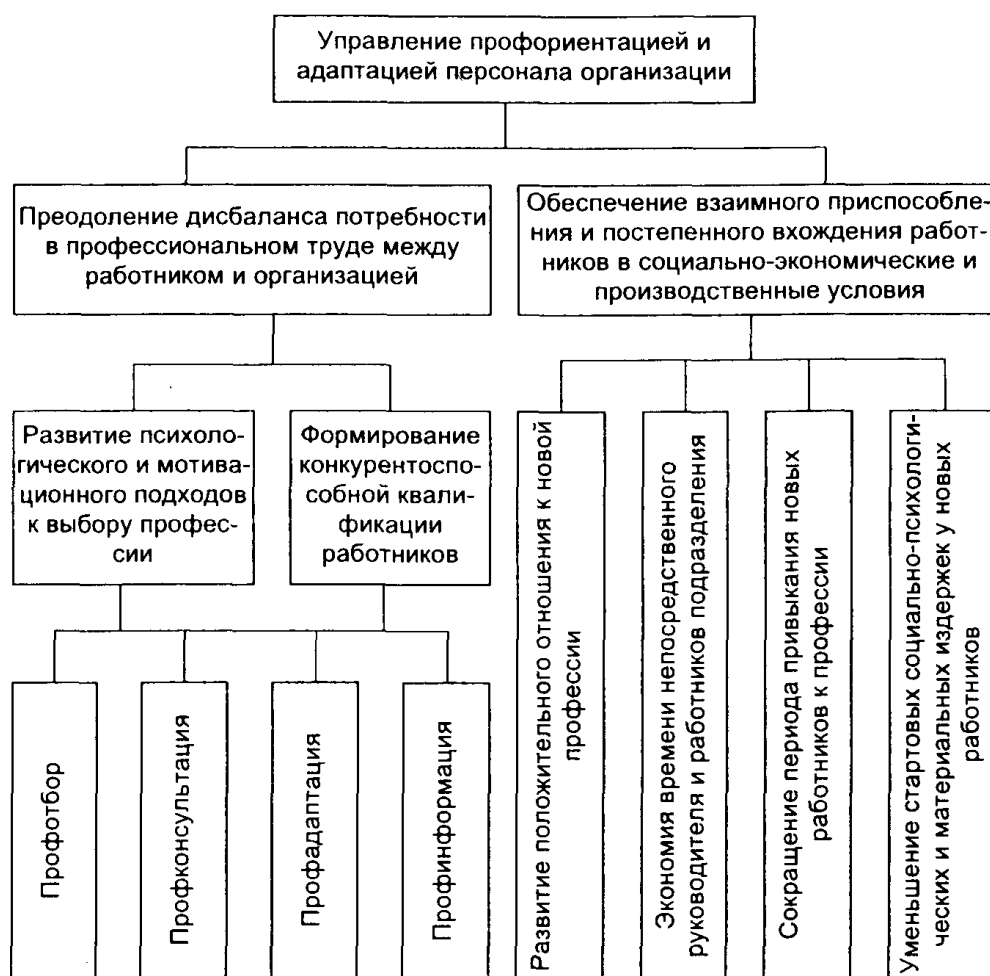 Управление профориентацией и
адаптацией персонала организации
Преодоление дисбаланса потребности
в профессиональном труде между
работником и организацией
Обеспечение взаимного приспособле-
ния и постепенного вхождения работ-
ников в социально-экономические и
производственные условия
Развитие психоло-
гического и мотива-
ционного подходов
к выбору профес-
сии
Формирование
конкурентоспо-
собной квали-
фикации
работников
Профотбор
Профконсультация
Профадаптация
Профинформация
Развитие положительного отношения к новой
профессии
Экономия времени непосредственного
руководителя и работников подразделения
Сокращение периода привыкания новых
работников к профессии
Уменьшение стартовых социально-психологи-
ческих и материальных издержек у новых
работников